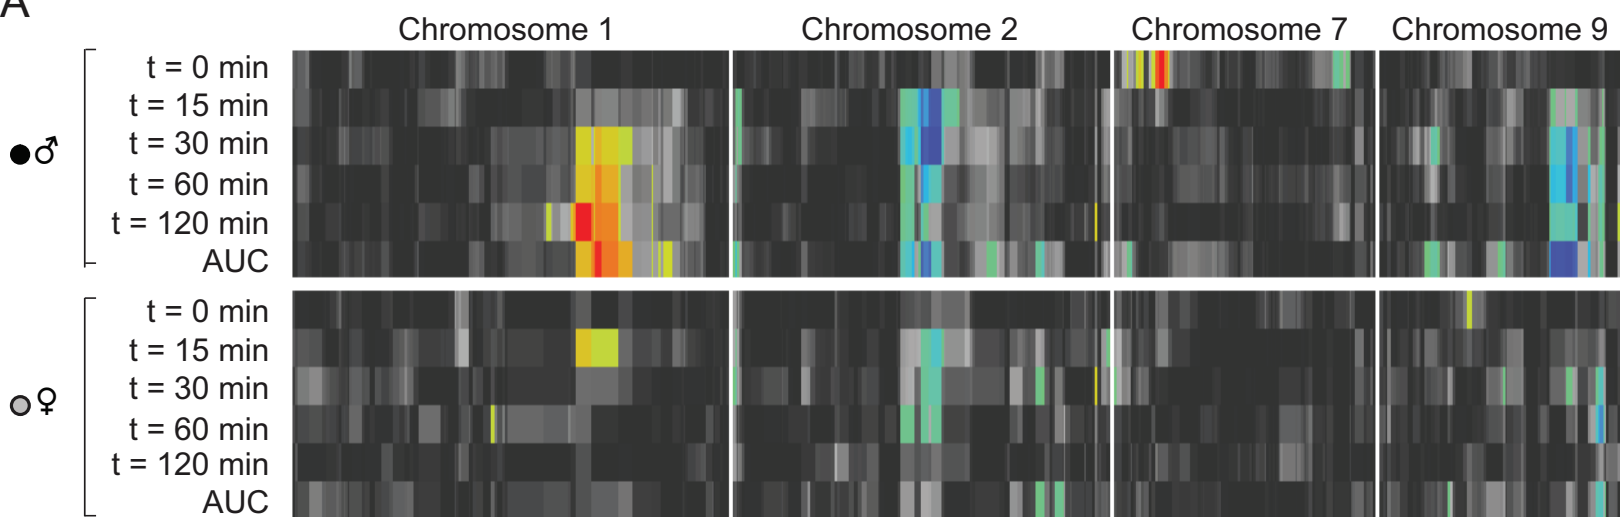 A
Chromosome 1 Chromosome 2 Chromosome 7 Chromosome 9
♂
t = 0 min
t = 15 min
t = 30 min
t = 60 min
t = 120 min
AUC
♀
t = 0 min
t = 15 min
t = 30 min
t = 60 min
t = 120 min
AUC